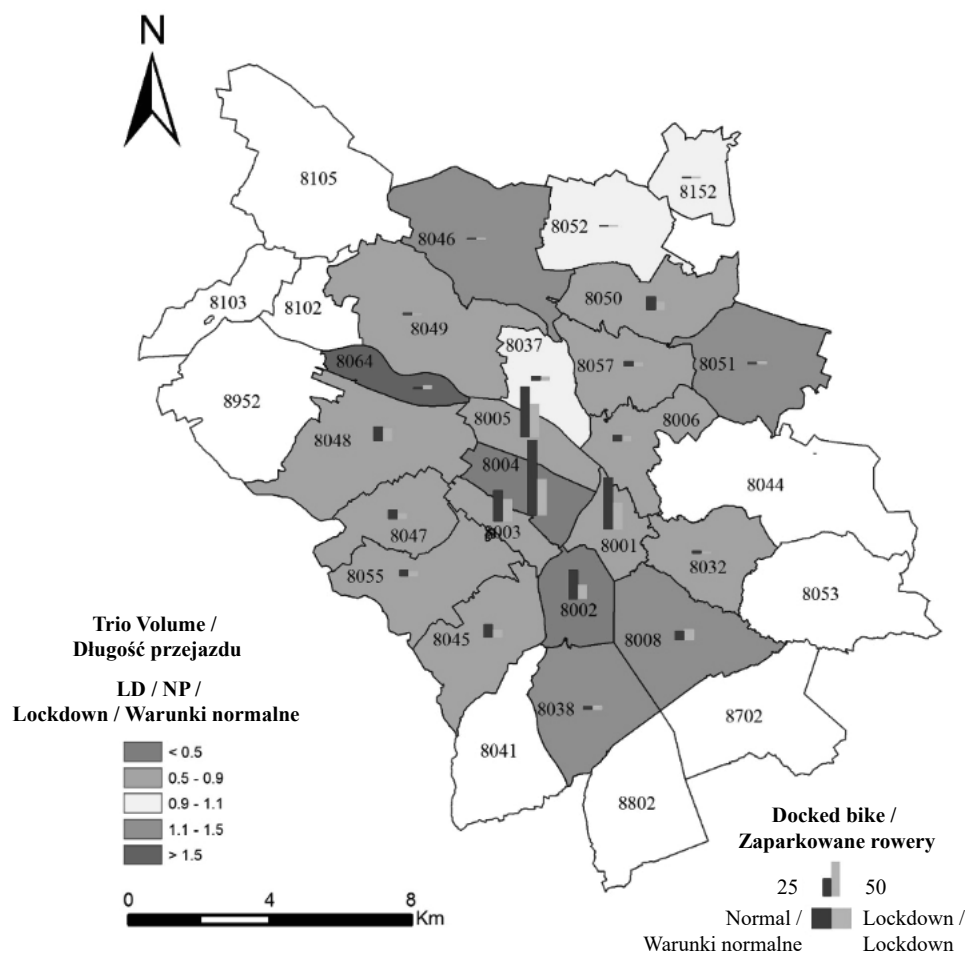 N
8105
8152
8052
8046
8050
8103
8102
8049
8037
8064
8057
8051
8952
8005
8006
8048
8004
8044
8047
8003
8001
8032
8055
8002
8053
8045
8008
8038
8702
8041
8802
Trio Volume /
Długość przejazdu
LD / NP /
Lockdown / Warunki normalne
< 0.5
0.5 - 0.9
0.9 - 1.1
1.1 - 1.5
> 1.5
0 4 8
Km
Docked bike /
Zaparkowane rowery
25 50
Normal / Lockdown /
Warunki normalne Lockdown